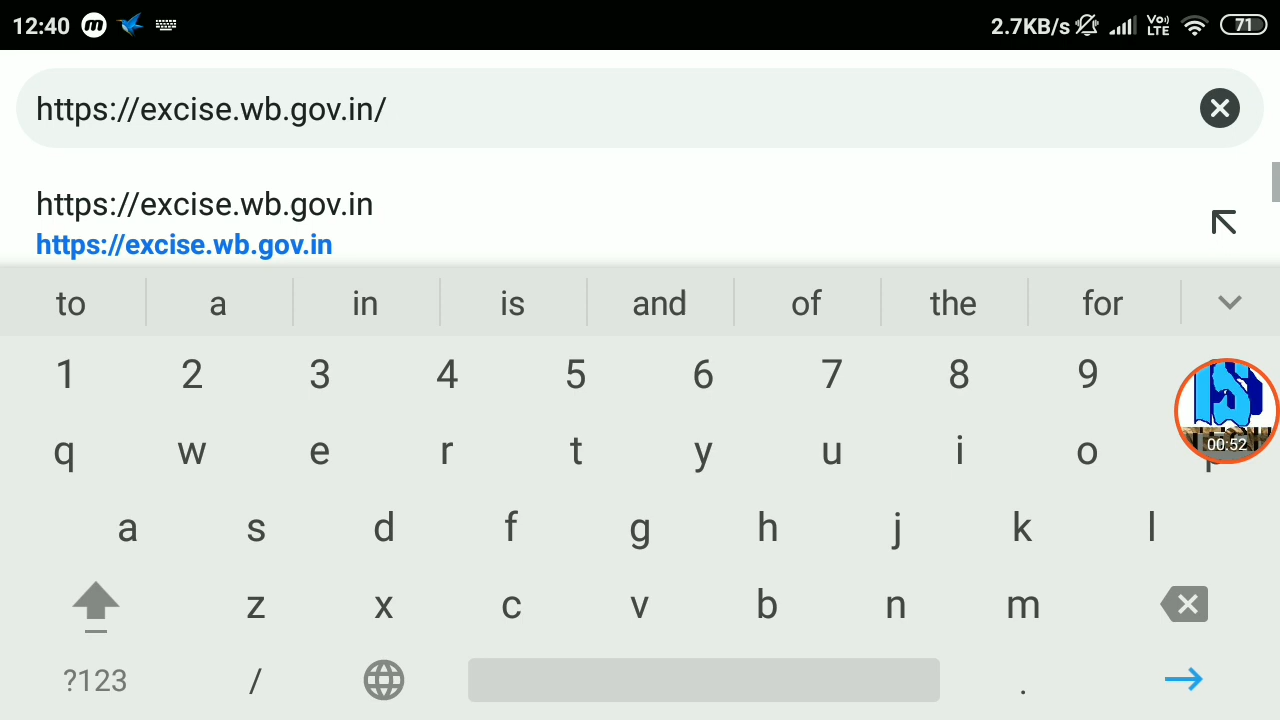 12:40 m 2.7KB/s Vo) LTE 71
https://excise.wb.gov.in/
https://excise.wb.gov.in
https://excise.wb.gov.in
to a in is and of the for
1 2 3 4 5 6 7 8 9
q w e r t y u i o p
00:52
a s d f g h j k l
z x c v b n m
?123 / .